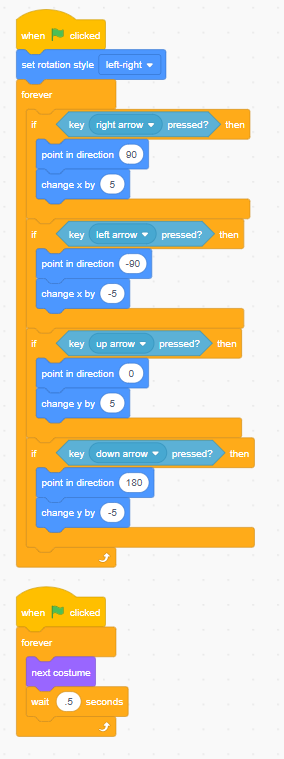 when clicked
set rotation style left-right
forever
if key right arrow pressed? then
point in direction 90
change x by 5
if key left arrow pressed? then
point in direction -90
change x by -5
if key up arrow pressed? then
point in direction 0
change y by 5
if key down arrow pressed? then
point in direction 180
change y by -5
when clicked
forever
next costume
wait .5 seconds